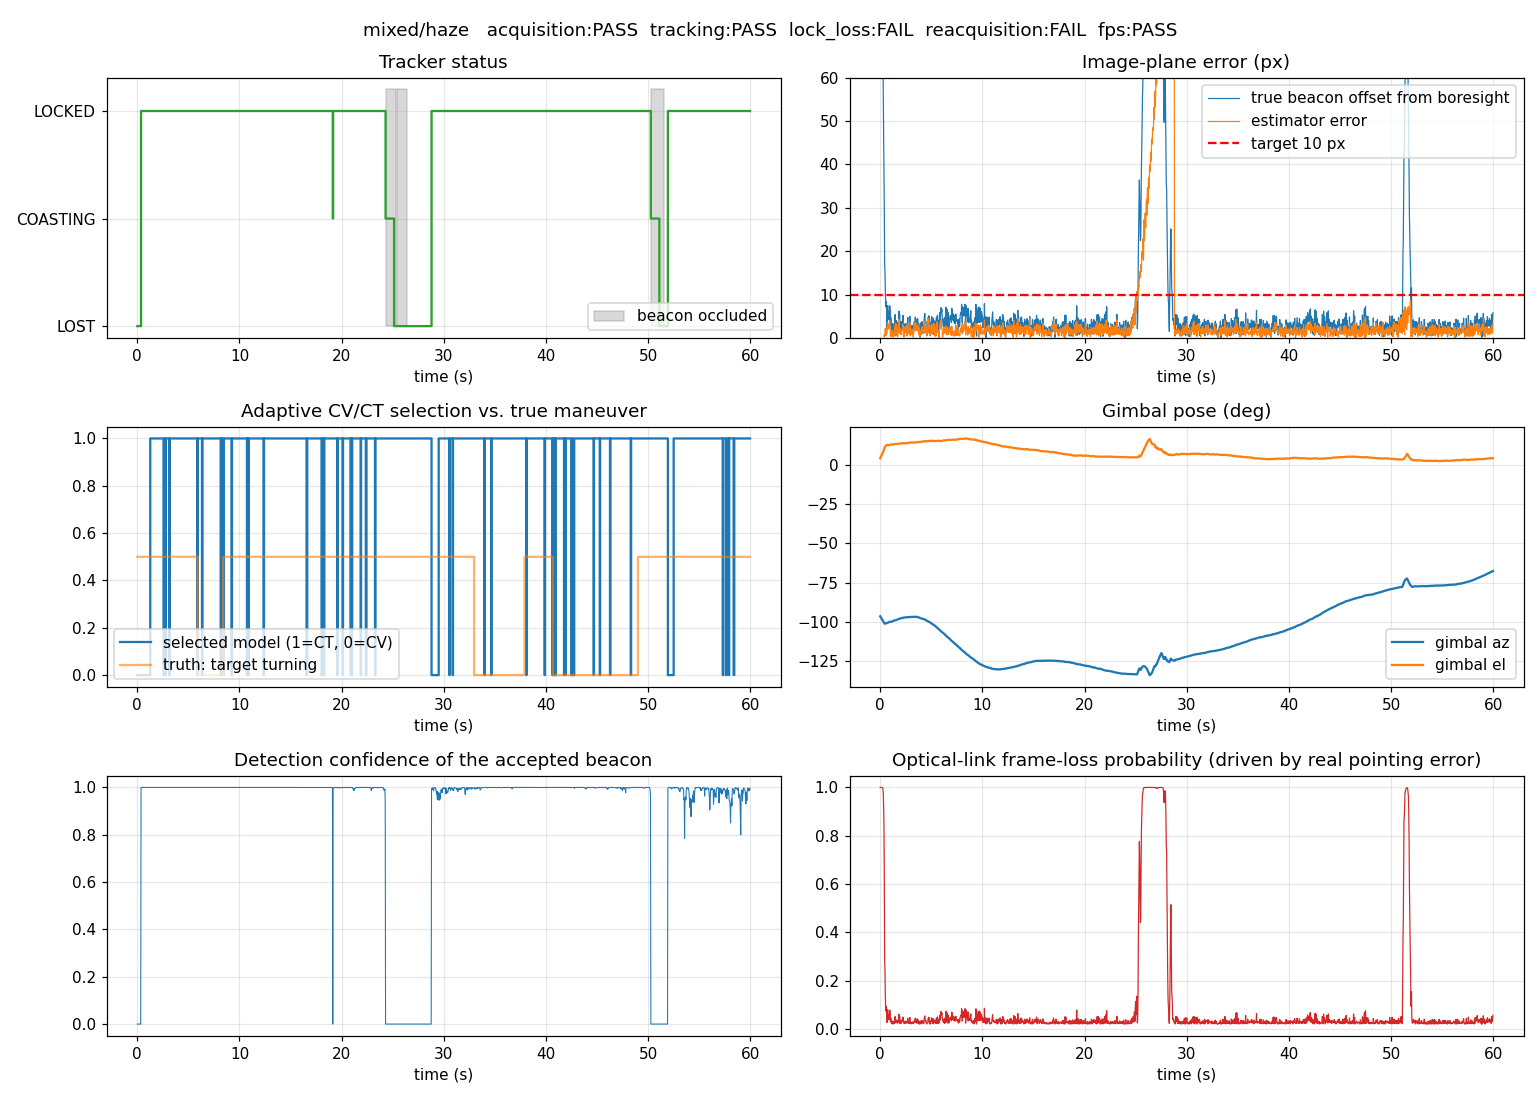 mixed/haze   acquisition:PASS  tracking:PASS  lock_loss:FAIL  reacquisition:FAIL  fps:PASS
Tracker status
LOCKED
COASTING
LOST
beacon occluded
0 10 20 30 40 50 60
time (s)
Image-plane error (px)
60
50
40
30
20
10
0
true beacon offset from boresight
estimator error
target 10 px
0 10 20 30 40 50 60
time (s)
Adaptive CV/CT selection vs. true maneuver
1.0
0.8
0.6
0.4
0.2
0.0
selected model (1=CT, 0=CV)
truth: target turning
0 10 20 30 40 50 60
time (s)
Gimbal pose (deg)
0
−25
−50
−75
−100
−125
gimbal az
gimbal el
0 10 20 30 40 50 60
time (s)
Detection confidence of the accepted beacon
1.0
0.8
0.6
0.4
0.2
0.0
0 10 20 30 40 50 60
time (s)
Optical-link frame-loss probability (driven by real pointing error)
1.0
0.8
0.6
0.4
0.2
0.0
0 10 20 30 40 50 60
time (s)